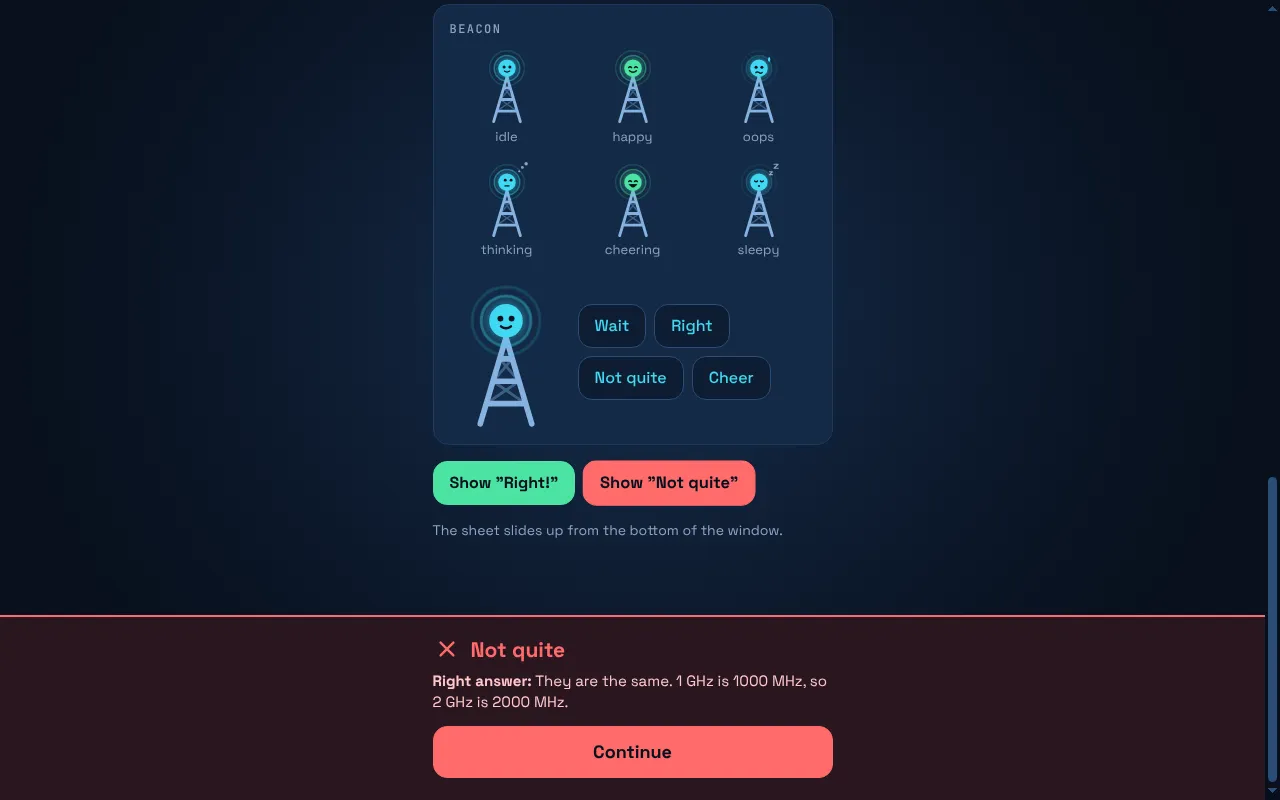 BEACON
idle happy oops
thinking cheering sleepy
z z
Wait Right
Not quite Cheer
Show ”Right!” Show ”Not quite”
The sheet slides up from the bottom of the window.
Not quite
Right answer: They are the same. 1 GHz is 1000 MHz, so
2 GHz is 2000 MHz.
Continue